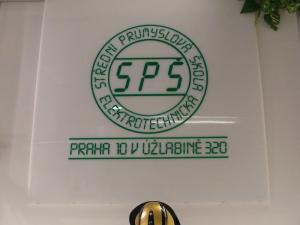 STŘEDNÍ PRŮMYSLOVÁ ŠKOLA
SPŠ
ELEKTROTECHNICKÁ
PRAHA 10 V ÚŽLABINĚ 320